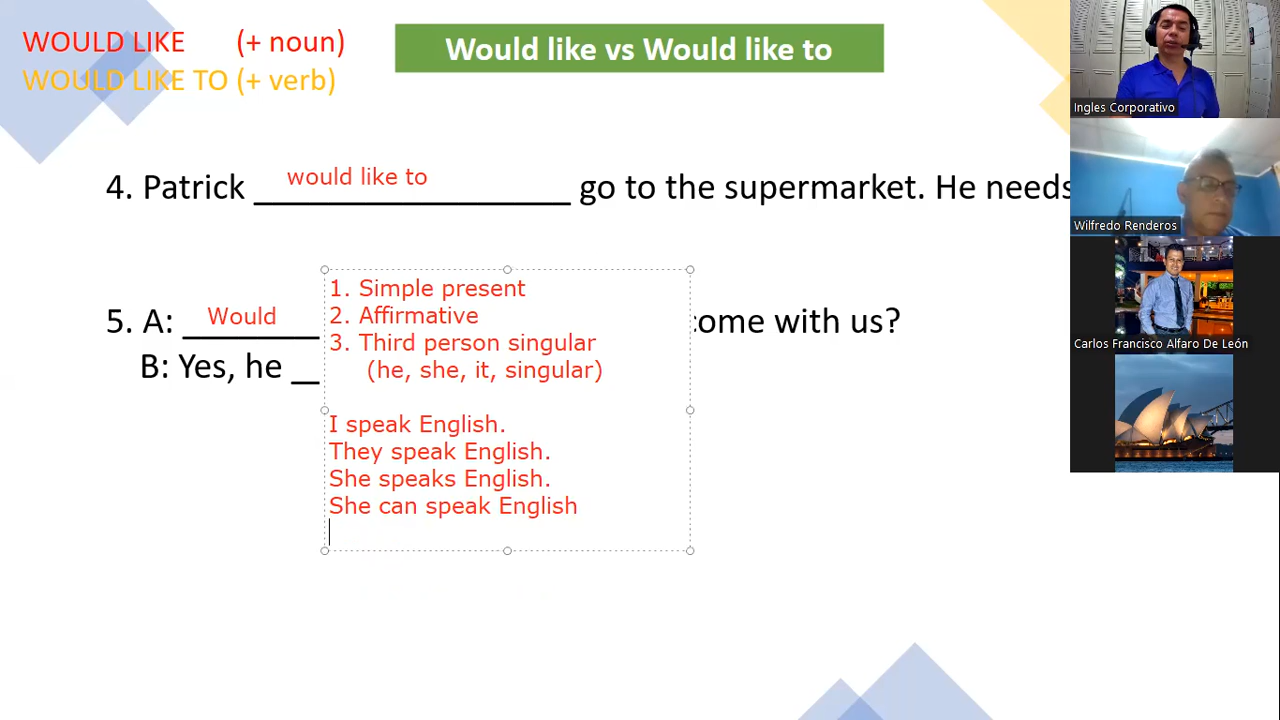 WOULD LIKE (+ noun)
WOULD LIKE TO (+ verb)
Would like vs Would like to
4. Patrick would like to go to the supermarket. He needs
5. A: Would come with us?
B: Yes, he
1. Simple present
2. Affirmative
3. Third person singular
(he, she, it, singular)
I speak English.
They speak English.
She speaks English.
She can speak English
Ingles Corporativo
Wilfredo Renderos
Carlos Francisco Alfaro De León